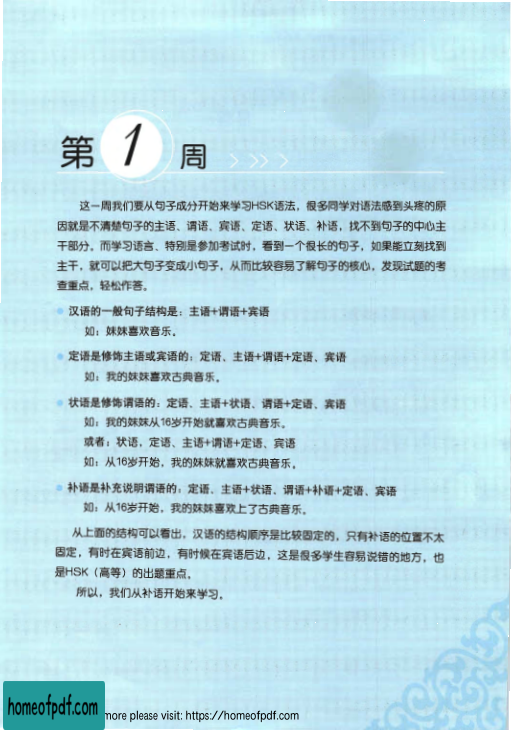 第1周
这一周我们要从句子成分开始来学习HSK语法，很多同学对语法感到头疼的原
因就是不清楚句子的主语、谓语、宾语、定语、状语、补语，找不到句子的中心主
干部分。而学习语言、特别是参加考试时，看到一个很长的句子，如果能立刻找到
主干，就可以把大句子变成小句子，从而比较容易了解句子的核心，发现试题的考
查重点，轻松作答。
汉语的一般句子结构是：主语+谓语+宾语
如：妹妹喜欢音乐。
定语是修饰主语或宾语的：定语、主语+谓语+定语、宾语
如：我的妹妹喜欢古典音乐。
状语是修饰谓语的：定语、主语+状语、谓语+定语、宾语
如：我的妹妹从16岁开始就喜欢古典音乐。
或者：状语，定语、主语+谓语+定语、宾语
如：从16岁开始，我的妹妹就喜欢古典音乐。
补语是补充说明谓语的：定语、主语+状语、谓语+补语+定语、宾语
如：从16岁开始，我的妹妹喜欢上了古典音乐。
从上面的结构可以看出，汉语的结构顺序是比较固定的，只有补语的位置不太
固定，有时在宾语前边，有时候在宾语后边，这是很多学生容易说错的地方，也
是HSK（高等）的出题重点。
所以，我们从补语开始来学习。
homeofpdf.com
more please visit: https://homeofpdf.com